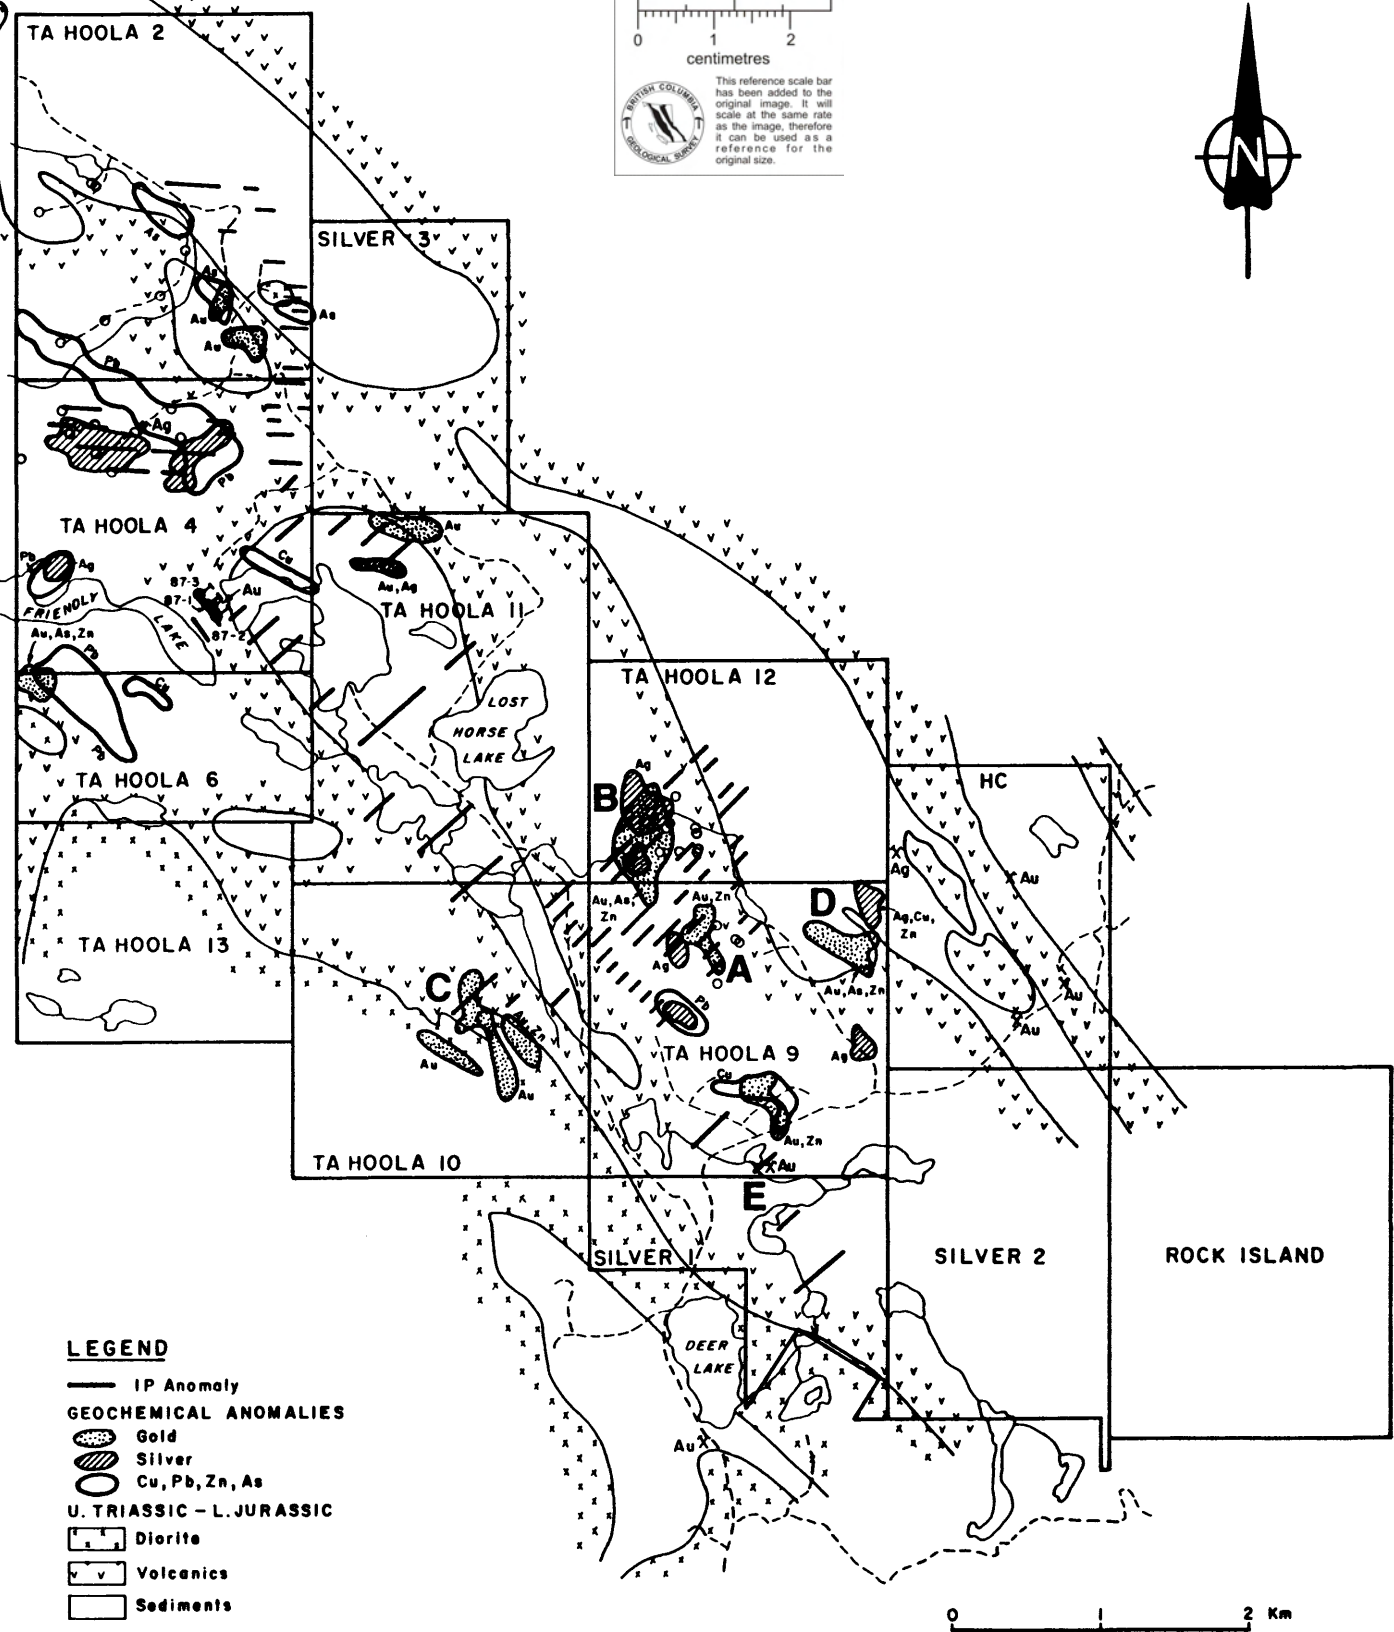 TA HOOLA 2
0 1 2
centimetres
This reference scale bar
has been added to the
original image. It will
scale at the same rate
as the image, therefore
it can be used as a
reference for the
original size.
BRITISH COLUMBIA
GEOLOGICAL SURVEY
N
SILVER 3
As
As
Au
As
Au
Pb
Ag
Pb
TA HOOLA 4
Au
Cu
Pb
Ag
Au, Ag
87-3
87-1
Au
TA HOOLA 11
FRIENDLY
LAKE
87-2
Au, As, Zn
Pb
Cu
Pb
TA HOOLA 12
LOST
HORSE
LAKE
TA HOOLA 6
HC
Ag
B
Ag
Au
Au, As,
Zn
Au, Zn
D
Ag, Cu,
Zn
TA HOOLA 13
Ag
A
C
Au, As, Zn
Au
Pb
Au, Zn
Au
TA HOOLA 9
Ag
Au
Cu
Au
Au, Zn
TA HOOLA 10
Au
E
SILVER 1
SILVER 2
ROCK ISLAND
DEER
LAKE
Au
LEGEND
IP Anomaly
GEOCHEMICAL ANOMALIES
Gold
Silver
Cu, Pb, Zn, As
U. TRIASSIC - L. JURASSIC
Diorite
Volcanics
Sediments
0 1 2 Km